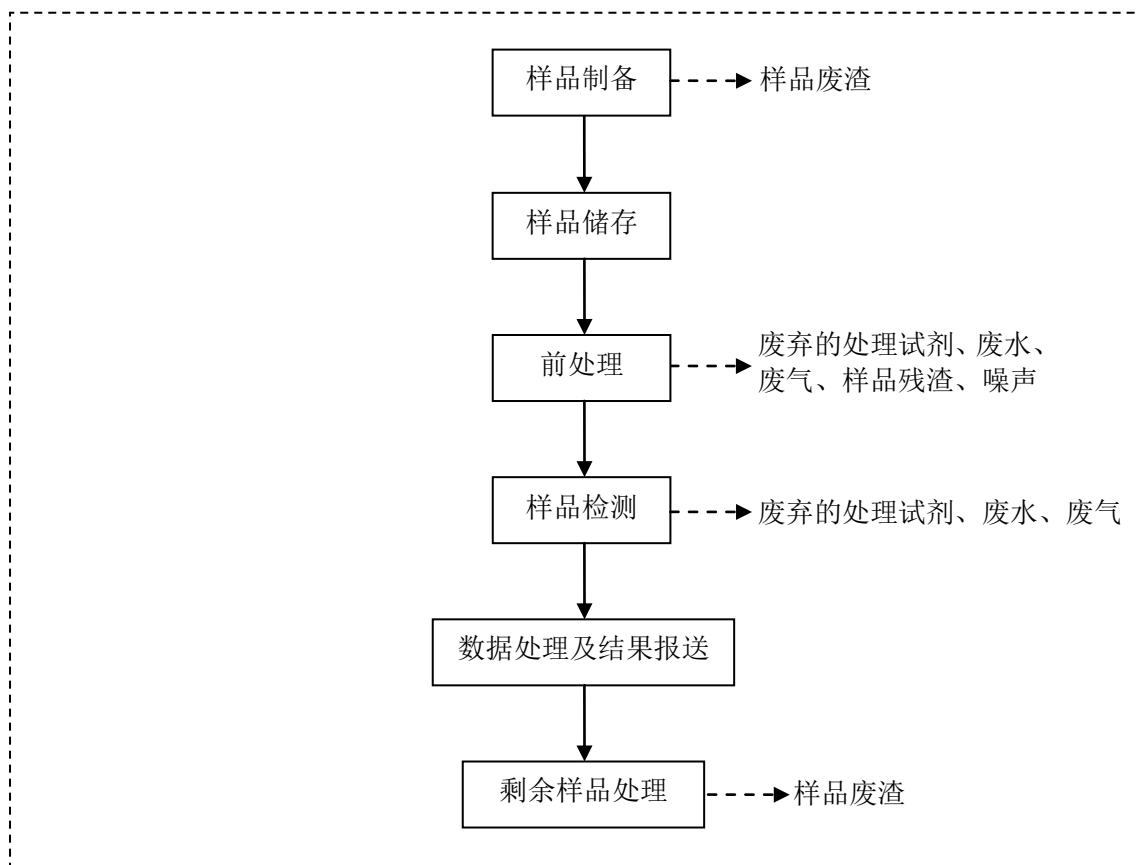 样品制备
样品废渣
样品储存
前处理
废弃的处理试剂、废水、
废气、样品残渣、噪声
样品检测
废弃的处理试剂、废水、废气
数据处理及结果报送
剩余样品处理
样品废渣